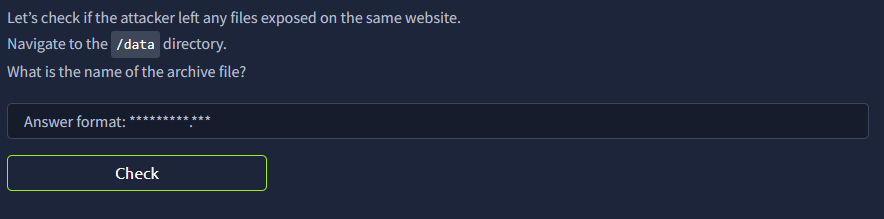 Let’s check if the attacker left any files exposed on the same website.
Navigate to the /data directory.
What is the name of the archive file?
Answer format: *********.***
Check